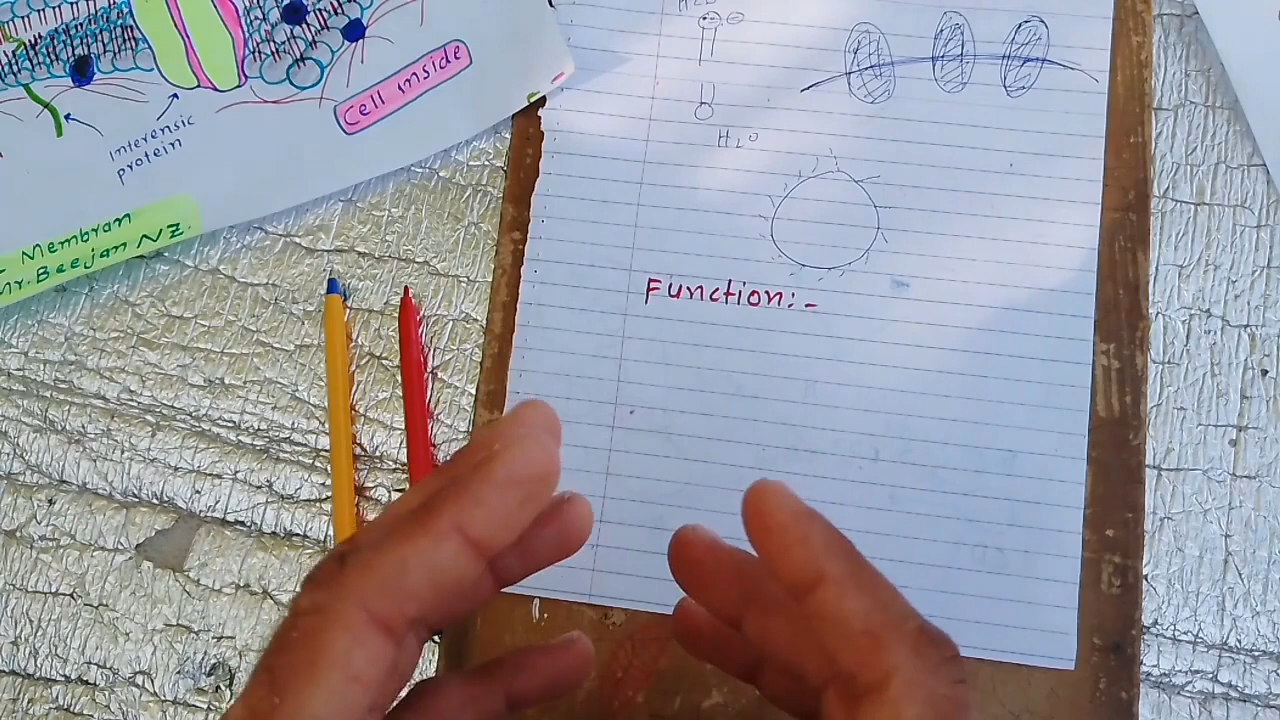 Cell inside
Interensic
protein
Membran
Mr. Beejan NZ.
H2O
H2O
Function:-